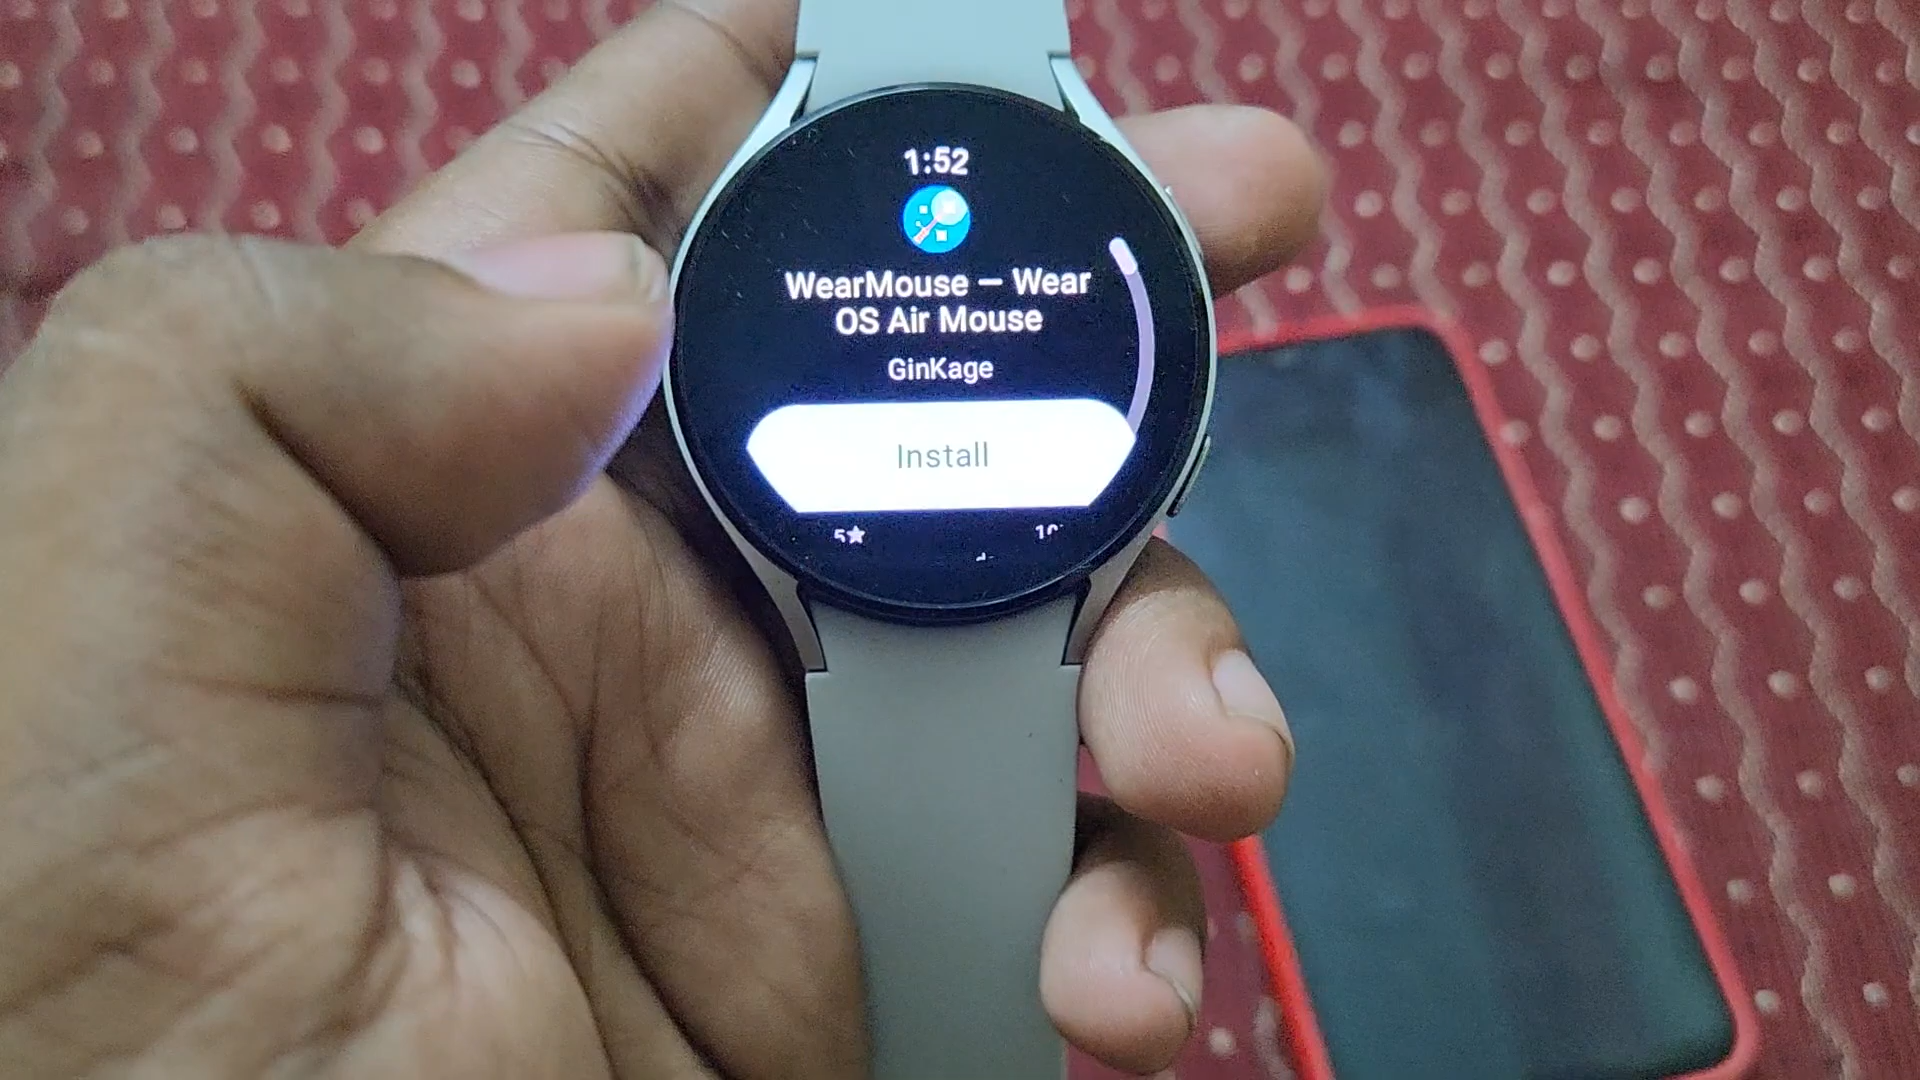 1:52
WearMouse – Wear
OS Air Mouse
GinKage
Install
5★